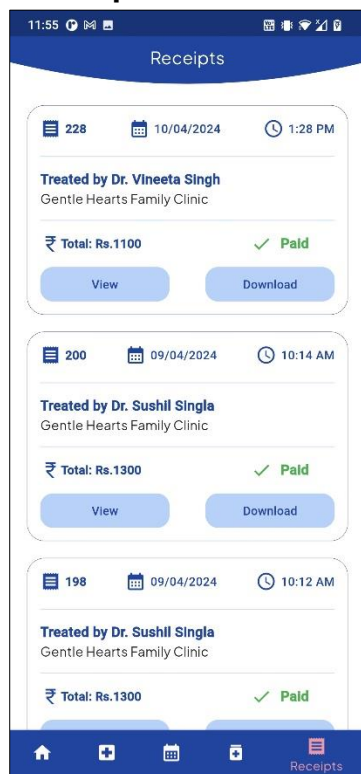 11:55
Receipts
228 10/04/2024 1:28 PM
Treated by Dr. Vineeta Singh
Gentle Hearts Family Clinic
₹ Total: Rs.1100 Paid
View Download
200 09/04/2024 10:14 AM
Treated by Dr. Sushil Singla
Gentle Hearts Family Clinic
₹ Total: Rs.1300 Paid
View Download
198 09/04/2024 10:12 AM
Treated by Dr. Sushil Singla
Gentle Hearts Family Clinic
₹ Total: Rs.1300 Paid
Receipts